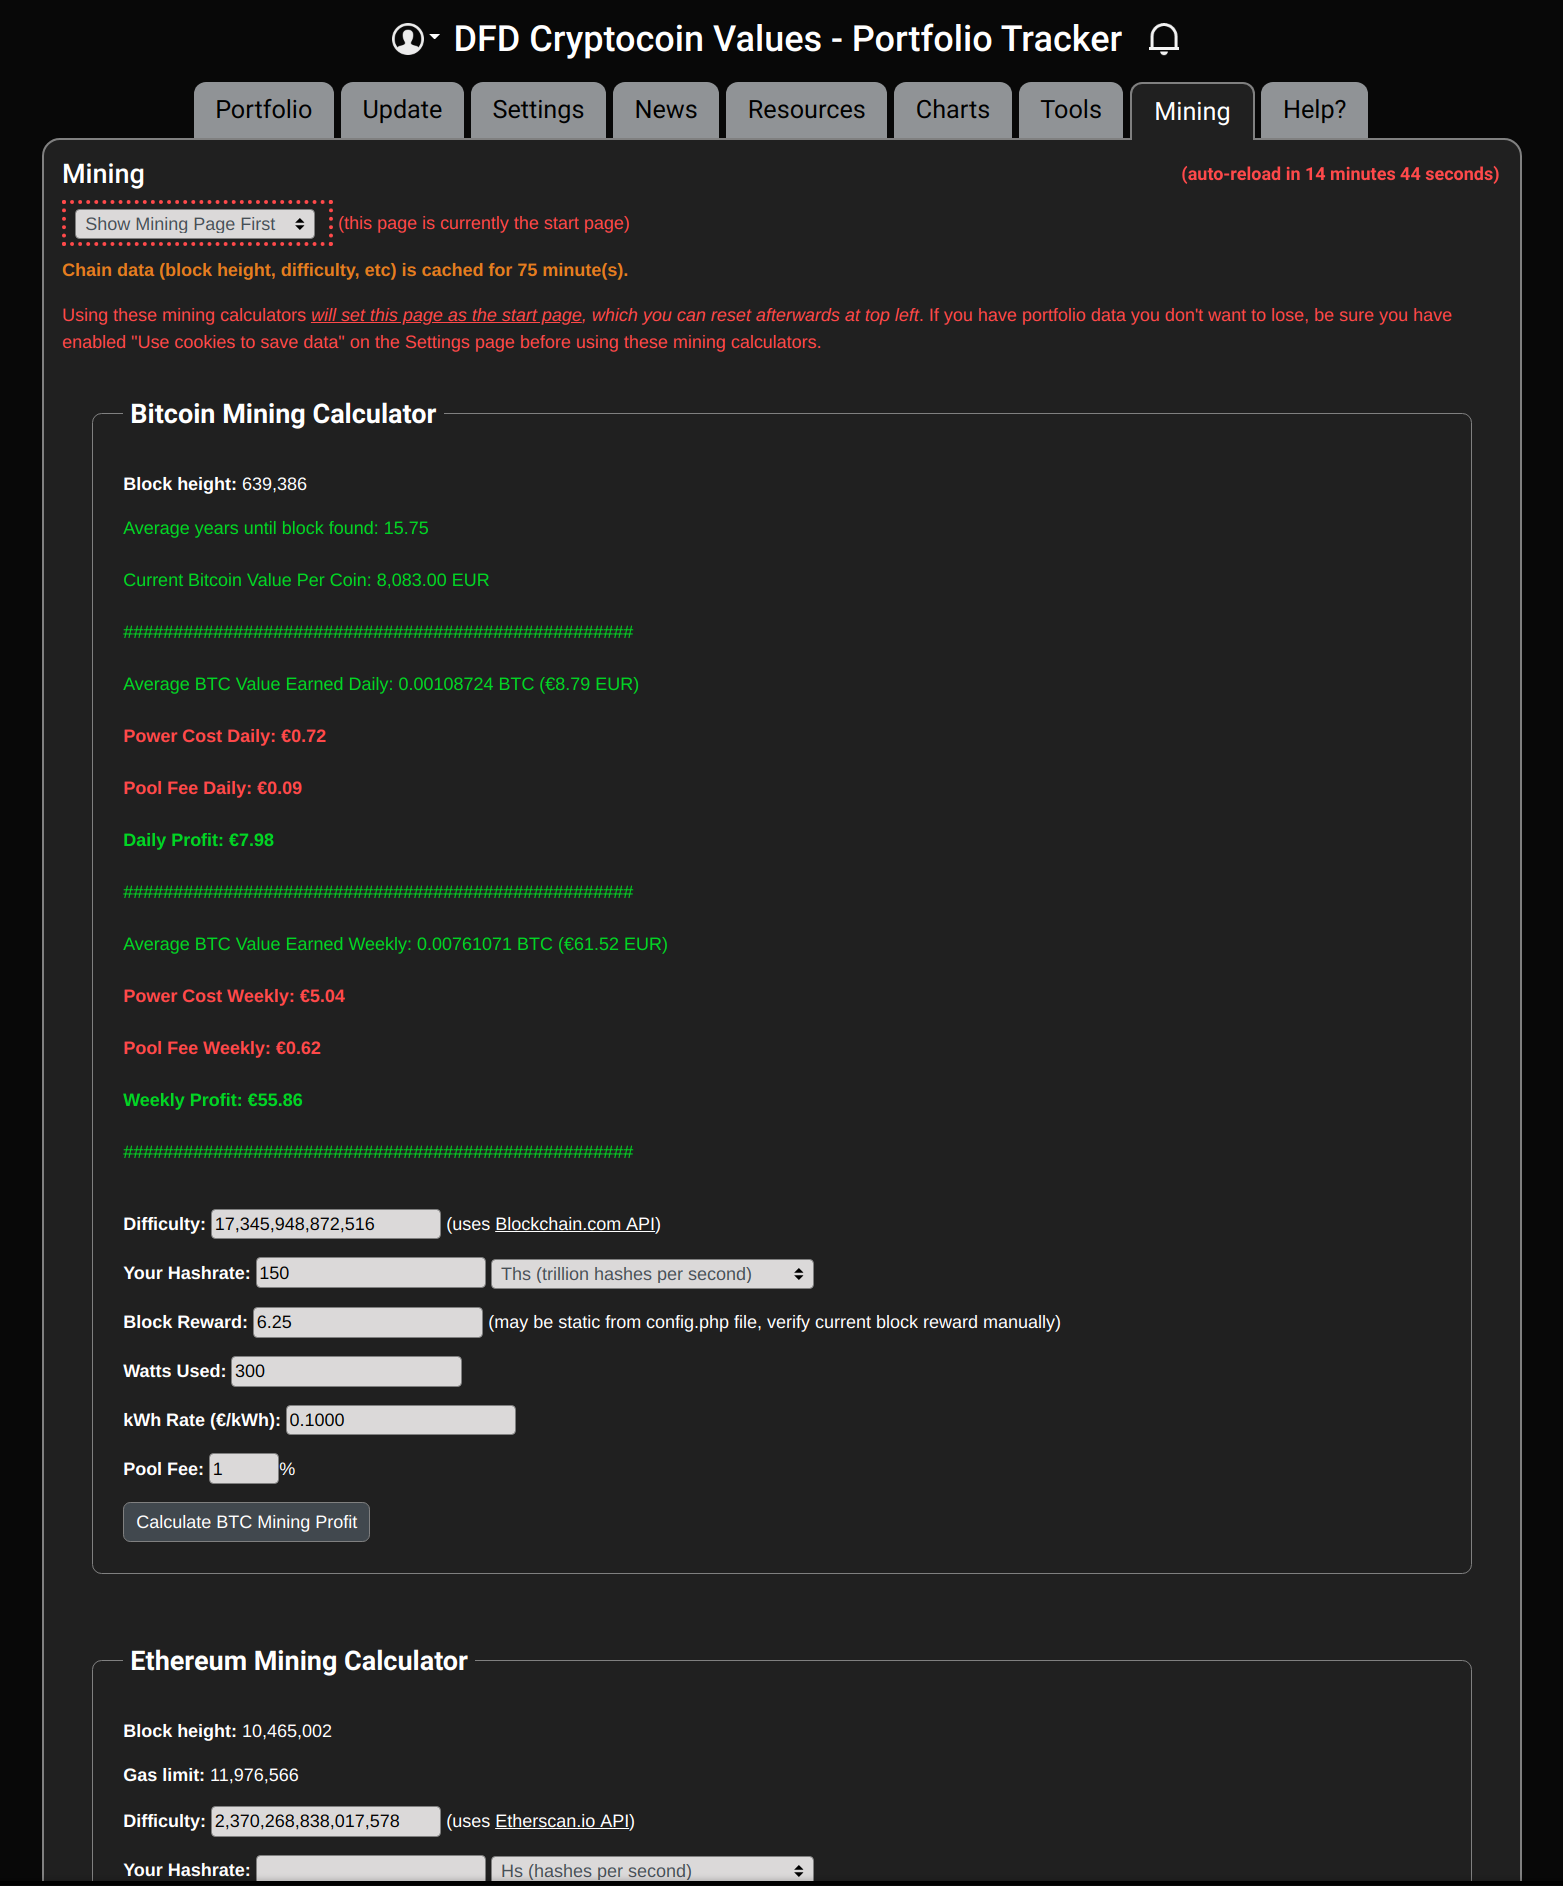 DFD Cryptocoin Values - Portfolio Tracker
Portfolio Update Settings News Resources Charts Tools Mining Help?
Mining (auto-reload in 14 minutes 44 seconds)
Show Mining Page First (this page is currently the start page)
Chain data (block height, difficulty, etc) is cached for 75 minute(s).
Using these mining calculators will set this page as the start page, which you can reset afterwards at top left. If you have portfolio data you don't want to lose, be sure you have
enabled "Use cookies to save data" on the Settings page before using these mining calculators.
Bitcoin Mining Calculator
Block height: 639,386
Average years until block found: 15.75
Current Bitcoin Value Per Coin: 8,083.00 EUR
###################################################
Average BTC Value Earned Daily: 0.00108724 BTC (€8.79 EUR)
Power Cost Daily: €0.72
Pool Fee Daily: €0.09
Daily Profit: €7.98
###################################################
Average BTC Value Earned Weekly: 0.00761071 BTC (€61.52 EUR)
Power Cost Weekly: €5.04
Pool Fee Weekly: €0.62
Weekly Profit: €55.86
###################################################
Difficulty: 17,345,948,872,516 (uses Blockchain.com API)
Your Hashrate: 150 Ths (trillion hashes per second)
Block Reward: 6.25 (may be static from config.php file, verify current block reward manually)
Watts Used: 300
kWh Rate (€/kWh): 0.1000
Pool Fee: 1 %
Calculate BTC Mining Profit
Ethereum Mining Calculator
Block height: 10,465,002
Gas limit: 11,976,566
Difficulty: 2,370,268,838,017,578 (uses Etherscan.io API)
Your Hashrate: Hs (hashes per second)